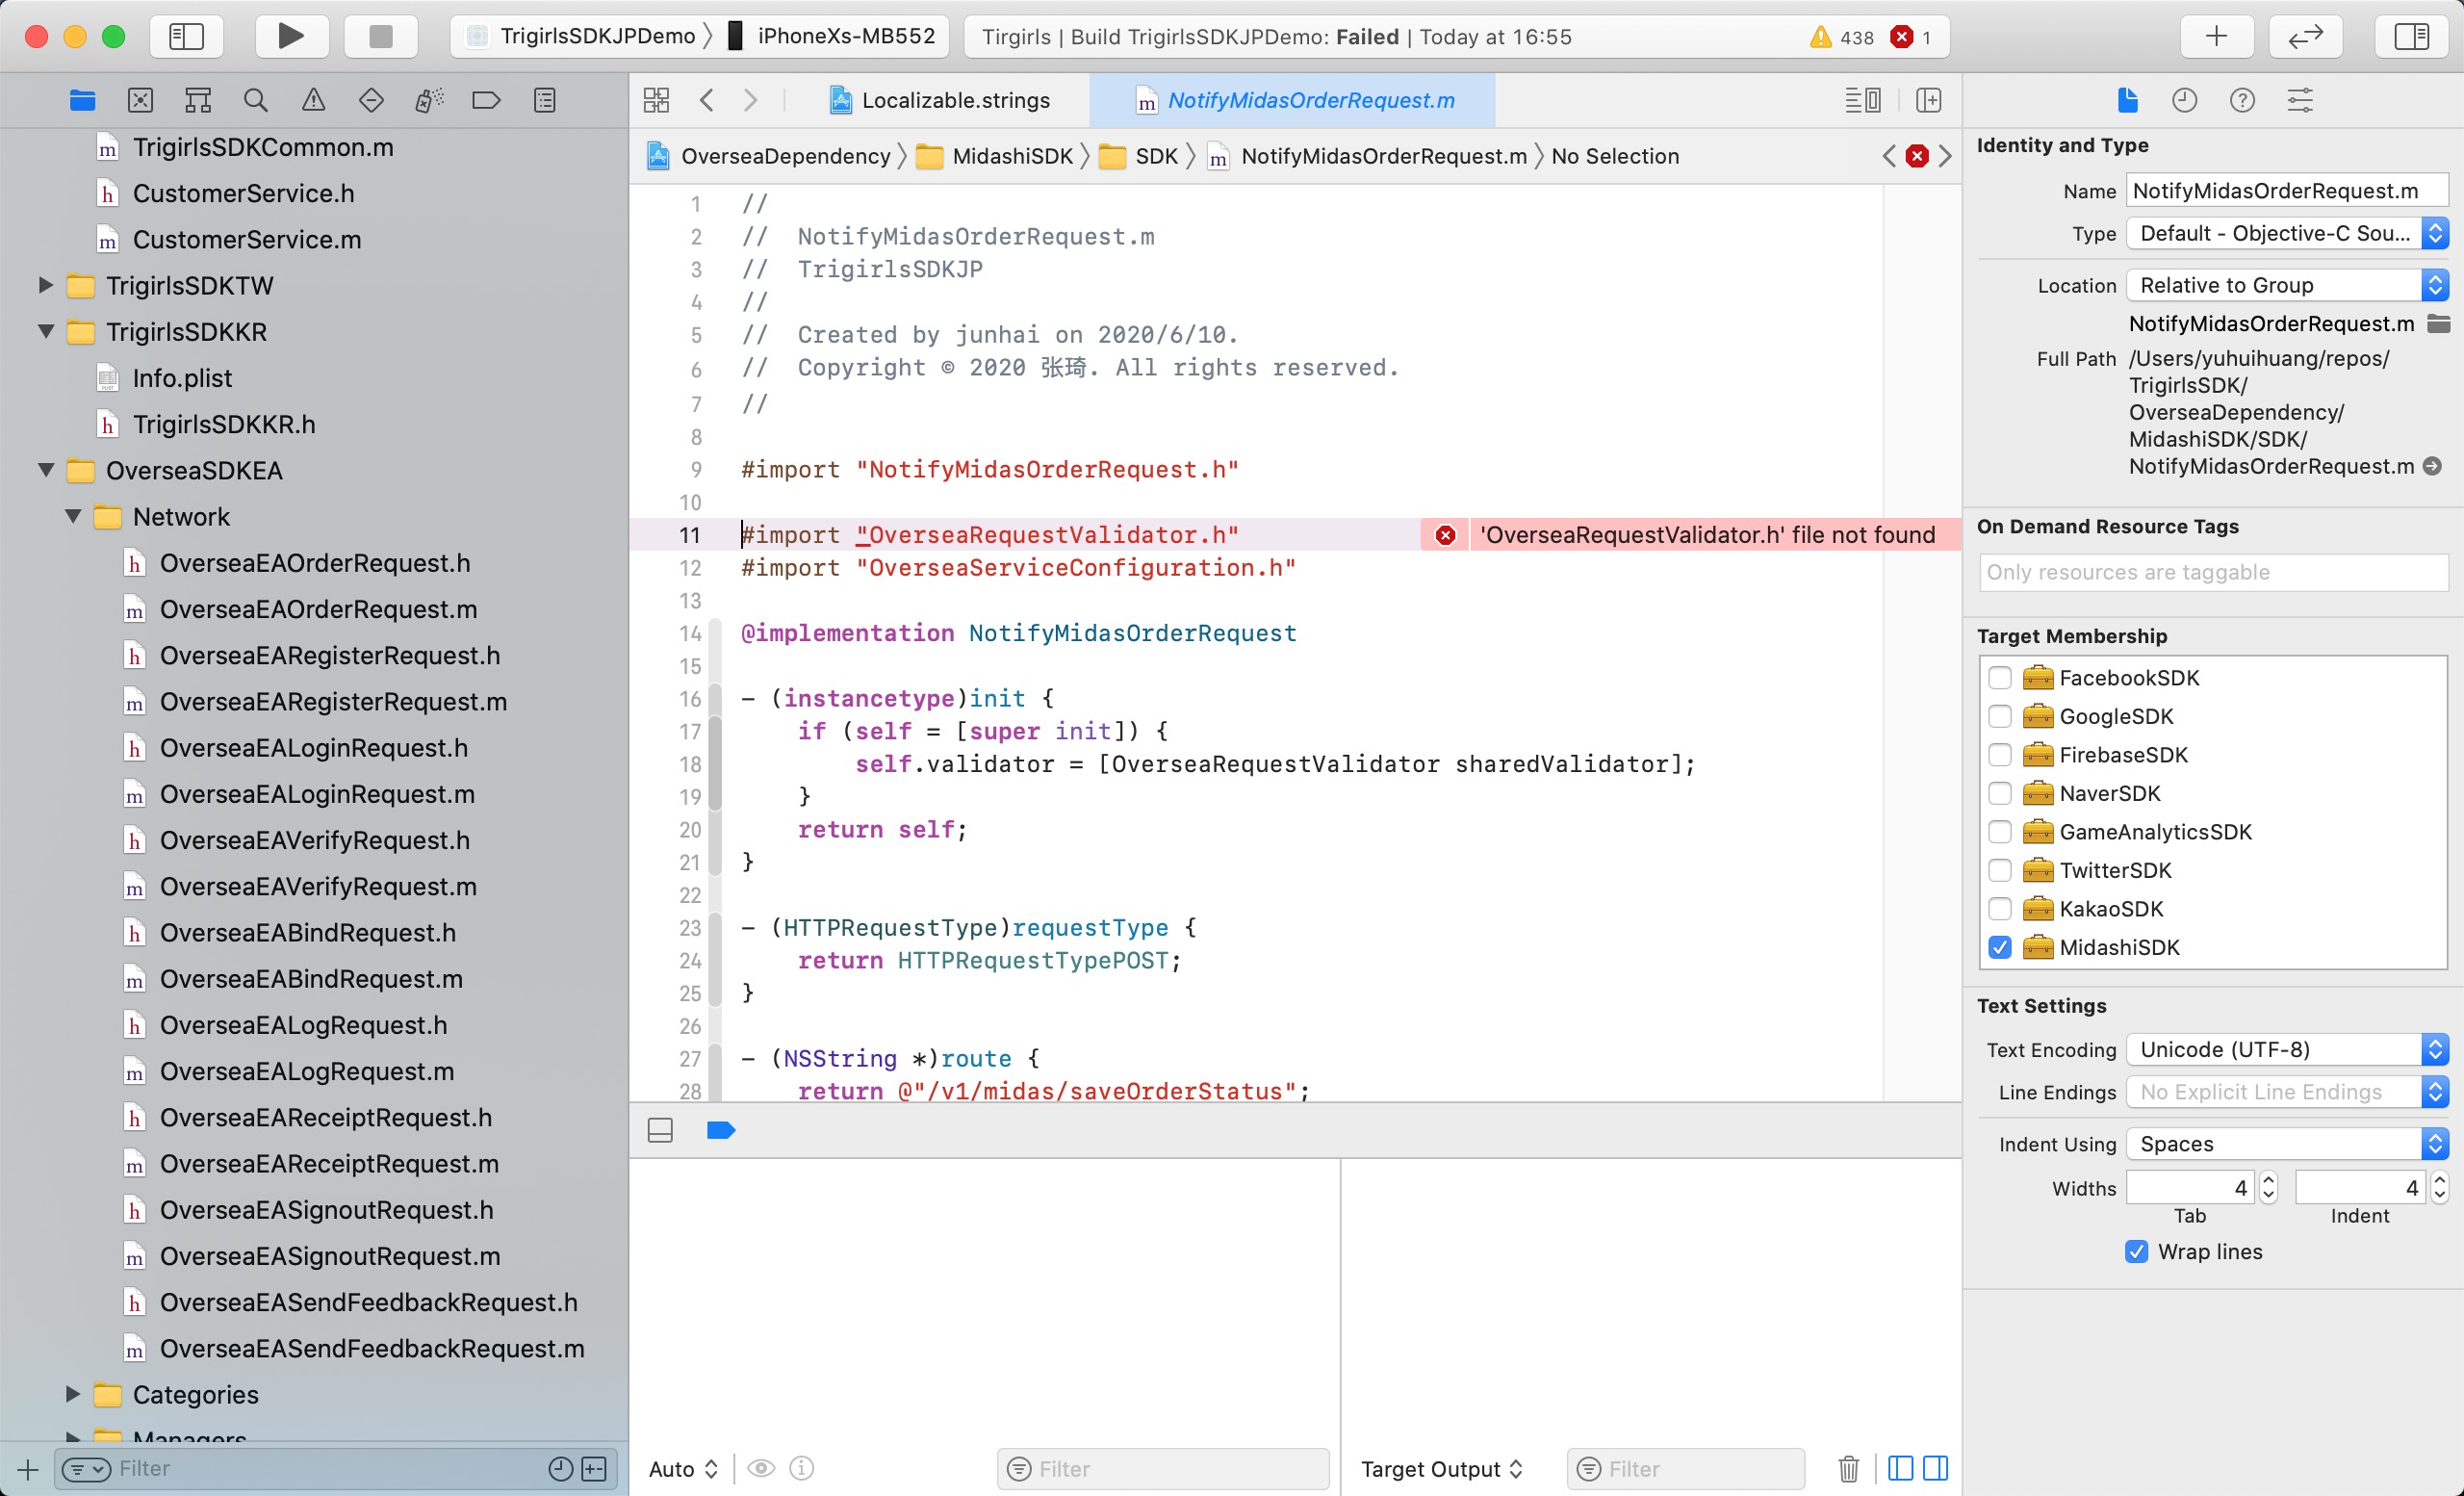 TrigirlsSDKJPDemo
iPhoneXs-MB552
Tirgirls | Build TrigirlsSDKJPDemo: Failed | Today at 16:55
438
1
TrigirlsSDKCommon.m
CustomerService.h
CustomerService.m
TrigirlsSDKTW
TrigirlsSDKKR
Info.plist
TrigirlsSDKKR.h
OverseaSDKEA
Network
OverseaEAOrderRequest.h
OverseaEAOrderRequest.m
OverseaEARegisterRequest.h
OverseaEARegisterRequest.m
OverseaEALoginRequest.h
OverseaEALoginRequest.m
OverseaEAVerifyRequest.h
OverseaEAVerifyRequest.m
OverseaEABindRequest.h
OverseaEABindRequest.m
OverseaEALogRequest.h
OverseaEALogRequest.m
OverseaEAReceiptRequest.h
OverseaEAReceiptRequest.m
OverseaEASignoutRequest.h
OverseaEASignoutRequest.m
OverseaEASendFeedbackRequest.h
OverseaEASendFeedbackRequest.m
Categories
Managers
Filter
Localizable.strings
NotifyMidasOrderRequest.m
OverseaDependency
MidashiSDK
SDK
NotifyMidasOrderRequest.m
No Selection
1 //
2 //  NotifyMidasOrderRequest.m
3 //  TrigirlsSDKJP
4 //
5 //  Created by junhai on 2020/6/10.
6 //  Copyright © 2020 张琦. All rights reserved.
7 //
8
9 #import "NotifyMidasOrderRequest.h"
10
11 #import "OverseaRequestValidator.h"
'OverseaRequestValidator.h' file not found
12 #import "OverseaServiceConfiguration.h"
13
14 @implementation NotifyMidasOrderRequest
15
16 - (instancetype)init {
17     if (self = [super init]) {
18         self.validator = [OverseaRequestValidator sharedValidator];
19     }
20     return self;
21 }
22
23 - (HTTPRequestType)requestType {
24     return HTTPRequestTypePOST;
25 }
26
27 - (NSString *)route {
28     return @"/v1/midas/saveOrderStatus";
Auto
Filter
Target Output
Filter
Identity and Type
Name NotifyMidasOrderRequest.m
Type Default - Objective-C Sou...
Location Relative to Group
NotifyMidasOrderRequest.m
Full Path /Users/yuhuihuang/repos/
TrigirlsSDK/
OverseaDependency/
MidashiSDK/SDK/
NotifyMidasOrderRequest.m
On Demand Resource Tags
Only resources are taggable
Target Membership
FacebookSDK
GoogleSDK
FirebaseSDK
NaverSDK
GameAnalyticsSDK
TwitterSDK
KakaoSDK
MidashiSDK
Text Settings
Text Encoding Unicode (UTF-8)
Line Endings No Explicit Line Endings
Indent Using Spaces
Widths 4 4
Tab Indent
Wrap lines